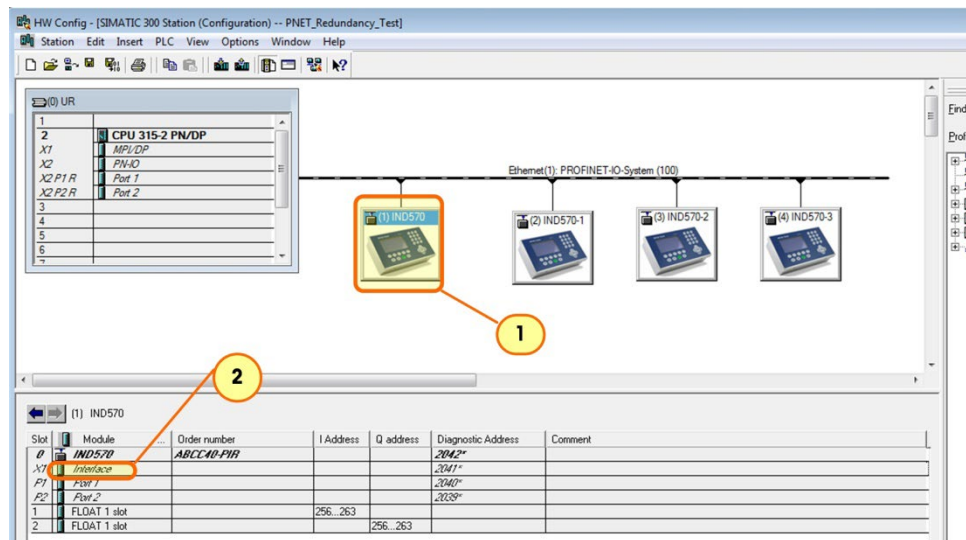 HW Config - [SIMATIC 300 Station (Configuration) -- PNET_Redundancy_Test]
Station Edit Insert PLC View Options Window Help
(0) UR
1
2 CPU 315-2 PN/DP
X1 MPI/DP
X2 PN-IO
X2 P1 R Port 1
X2 P2 R Port 2
3
4
5
6
7
Ethernet(1): PROFINET-IO-System (100)
(1) IND570
(2) IND570-1
(3) IND570-2
(4) IND570-3
1
2
Find
Prof
(1) IND570
Slot Module ... Order number I Address Q address Diagnostic Address Comment
0 IND570 ABCC40-PIR 2042*
X1 Interface 2041*
P1 Port 1 2040*
P2 Port 2 2039*
1 FLOAT 1 slot 256...263
2 FLOAT 1 slot 256...263